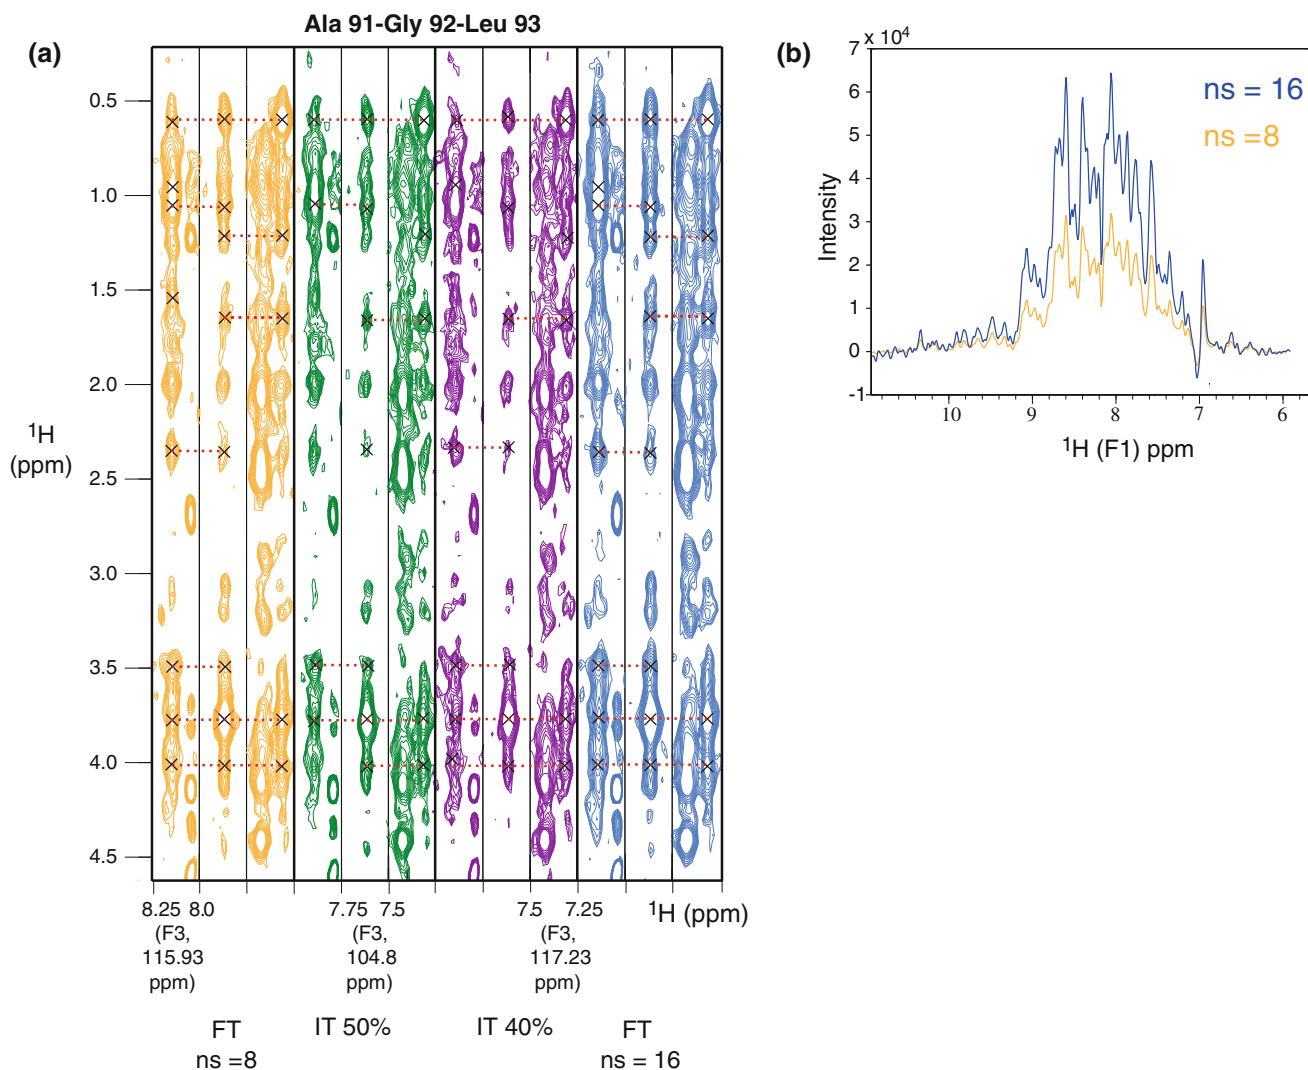 Ala 91-Gly 92-Leu 93
(a)
0.5
1.0
1.5
2.0
2.5
3.0
3.5
4.0
4.5
1H
(ppm)
8.25 8.0
(F3,
115.93
ppm)
7.75 7.5
(F3,
104.8
ppm)
7.5 7.25
(F3,
117.23
ppm)
1H (ppm)
FT
ns =8
IT 50%
IT 40%
FT
ns = 16
(b)
7 x 10^4
6
5
4
3
2
1
0
-1
Intensity
ns = 16
ns =8
10 9 8 7 6
1H (F1) ppm